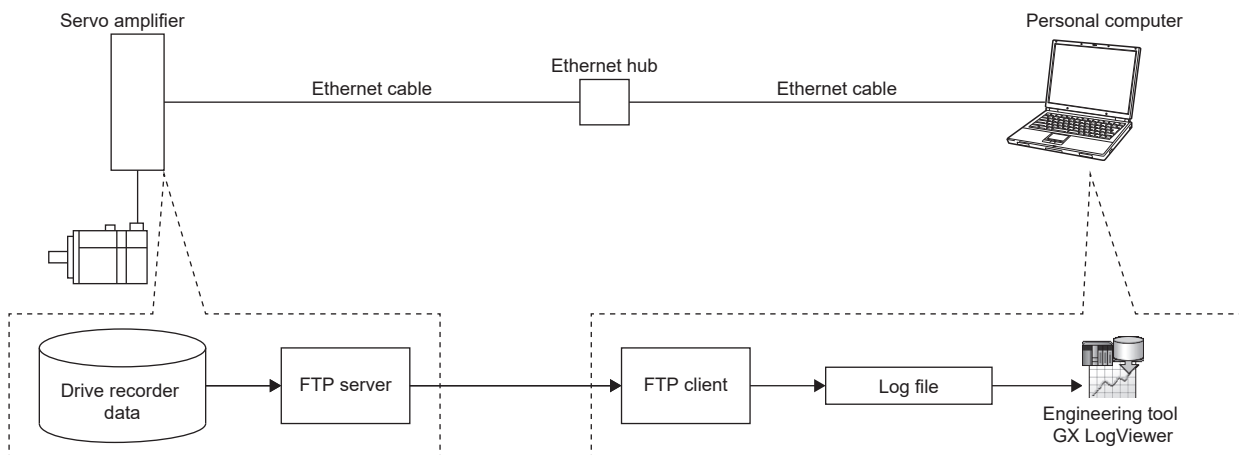 Servo amplifier
Personal computer
Ethernet hub
Ethernet cable
Ethernet cable
Drive recorder
data
FTP server
FTP client
Log file
Engineering tool
GX LogViewer